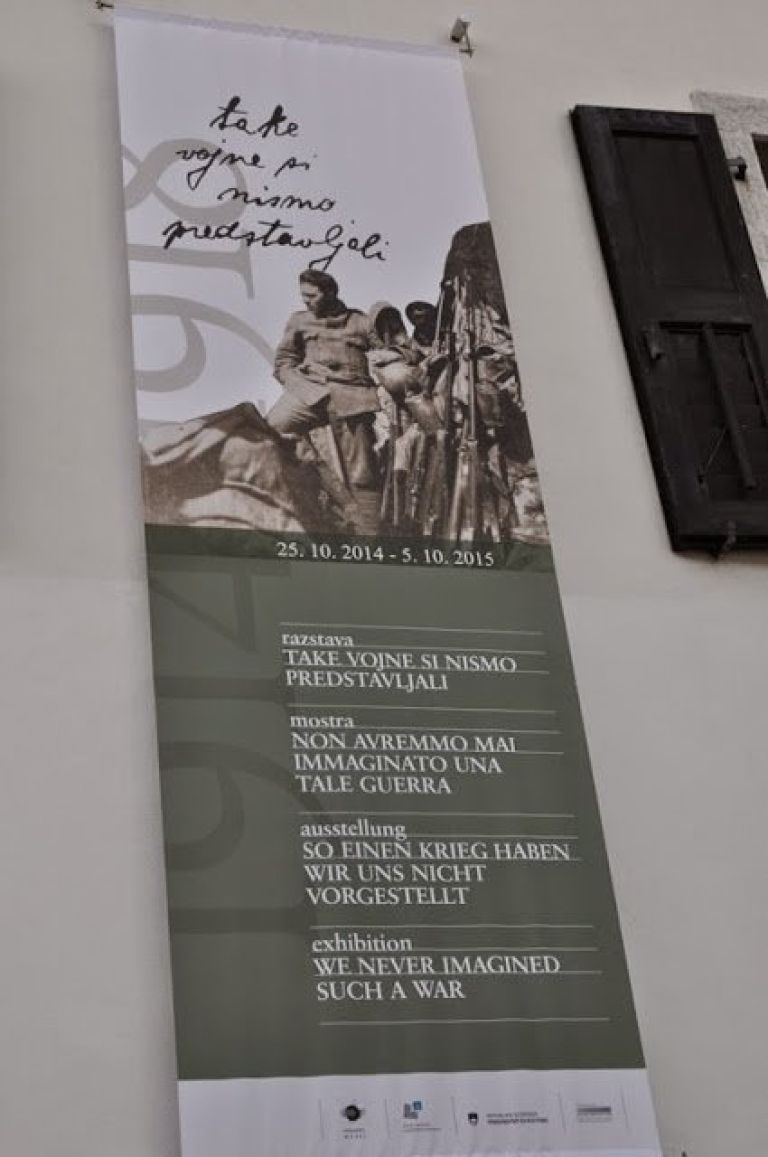 take
vojne si
nismo
predstavljali
1914
1918
25. 10. 2014 - 5. 10. 2015
razstava
TAKE VOJNE SI NISMO
PREDSTAVLJALI
mostra
NON AVREMMO MAI
IMMAGINATO UNA
TALE GUERRA
ausstellung
SO EINEN KRIEG HABEN
WIR UNS NICHT
VORGESTELLT
exhibition
WE NEVER IMAGINED
SUCH A WAR